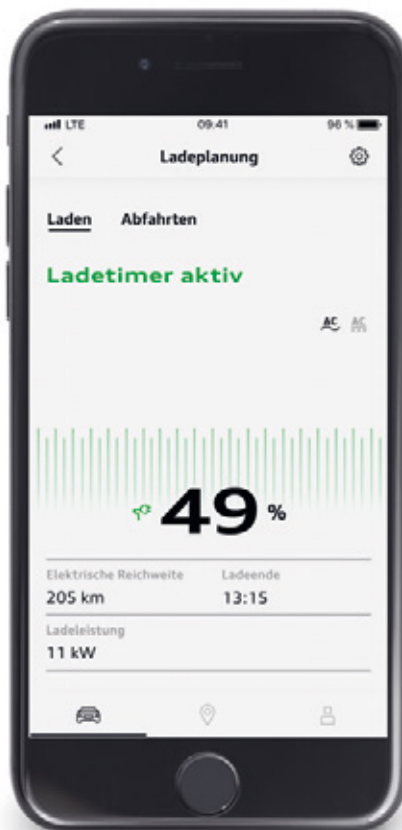 LTE 09.41 96 %
Ladeplanung
Laden Abfahrten
Ladetimer aktiv
AC AC
49 %
Elektrische Reichweite Ladeende
205 km 13:15
Ladeleistung
11 kW